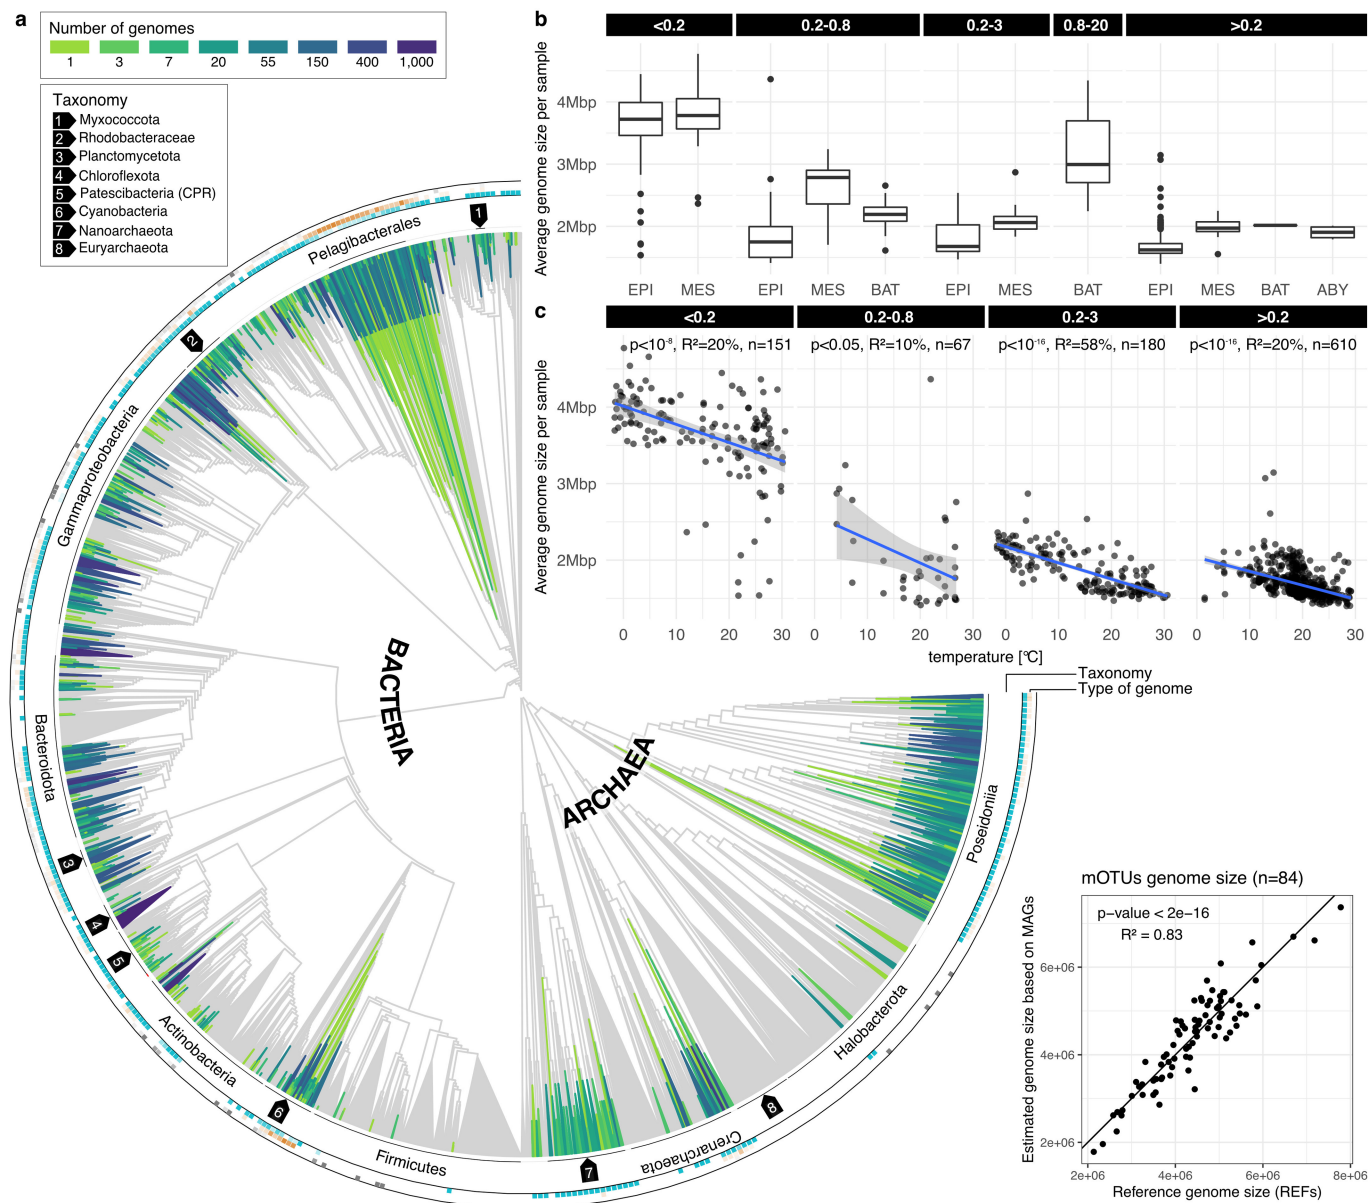 a
Number of genomes
1 3 7 20 55 150 400 1,000
Taxonomy
1 Myxococcota
2 Rhodobacteraceae
3 Planctomycetota
4 Chloroflexota
5 Patescibacteria (CPR)
6 Cyanobacteria
7 Nanoarchaeota
8 Euryarchaeota
1
Pelagibacterales
2
Gammaproteobacteria
Bacteroidota
3
4
5
Actinobacteria
6
Firmicutes
7
Crenarchaeota
8
Halobacterota
Poseidoniia
BACTERIA
ARCHAEA
Taxonomy
Type of genome
b
<0.2 0.2-0.8 0.2-3 0.8-20 >0.2
Average genome size per sample
4Mbp
3Mbp
2Mbp
EPI MES EPI MES BAT EPI MES BAT EPI MES BAT ABY
c
<0.2 0.2-0.8 0.2-3 >0.2
p<10⁻⁸, R²=20%, n=151 p<0.05, R²=10%, n=67 p<10⁻¹⁶, R²=58%, n=180 p<10⁻¹⁶, R²=20%, n=610
Average genome size per sample
4Mbp
3Mbp
2Mbp
0 10 20 30 0 10 20 30 0 10 20 30 0 10 20 30
temperature [°C]
mOTUs genome size (n=84)
p−value < 2e−16
R² = 0.83
Estimated genome size based on MAGs
6e+06
4e+06
2e+06
2e+06 4e+06 6e+06 8e+06
Reference genome size (REFs)